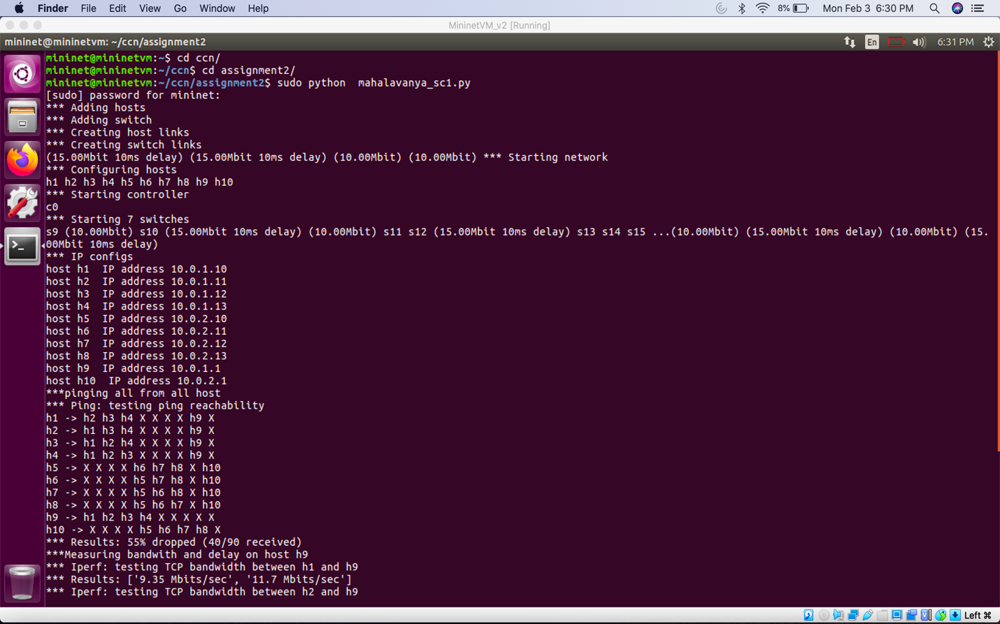 Finder File Edit View Go Window Help 8% Mon Feb 3 6:30 PM
MininetVM_v2 [Running]
mininet@mininetvm: ~/ccn/assignment2 En 6:31 PM
mininet@mininetvm:~$ cd ccn/
mininet@mininetvm:~/ccn$ cd assignment2/
mininet@mininetvm:~/ccn/assignment2$ sudo python  mahalavanya_sc1.py
[sudo] password for mininet:
*** Adding hosts
*** Adding switch
*** Creating host links
*** Creating switch links
(15.00Mbit 10ms delay) (15.00Mbit 10ms delay) (10.00Mbit) (10.00Mbit) *** Starting network
*** Configuring hosts
h1 h2 h3 h4 h5 h6 h7 h8 h9 h10
*** Starting controller
c0
*** Starting 7 switches
s9 (10.00Mbit) s10 (15.00Mbit 10ms delay) (10.00Mbit) s11 s12 (15.00Mbit 10ms delay) s13 s14 s15 ...(10.00Mbit) (15.00Mbit 10ms delay) (10.00Mbit) (15.
00Mbit 10ms delay)
*** IP configs
host h1  IP address 10.0.1.10
host h2  IP address 10.0.1.11
host h3  IP address 10.0.1.12
host h4  IP address 10.0.1.13
host h5  IP address 10.0.2.10
host h6  IP address 10.0.2.11
host h7  IP address 10.0.2.12
host h8  IP address 10.0.2.13
host h9  IP address 10.0.1.1
host h10  IP address 10.0.2.1
***pinging all from all host
*** Ping: testing ping reachability
h1 -> h2 h3 h4 X X X X h9 X
h2 -> h1 h3 h4 X X X X h9 X
h3 -> h1 h2 h4 X X X X h9 X
h4 -> h1 h2 h3 X X X X h9 X
h5 -> X X X X h6 h7 h8 X h10
h6 -> X X X X h5 h7 h8 X h10
h7 -> X X X X h5 h6 h8 X h10
h8 -> X X X X h5 h6 h7 X h10
h9 -> h1 h2 h3 h4 X X X X X
h10 -> X X X X h5 h6 h7 h8 X
*** Results: 55% dropped (40/90 received)
***Measuring bandwith and delay on host h9
*** Iperf: testing TCP bandwidth between h1 and h9
*** Results: ['9.35 Mbits/sec', '11.7 Mbits/sec']
*** Iperf: testing TCP bandwidth between h2 and h9
Left ⌘